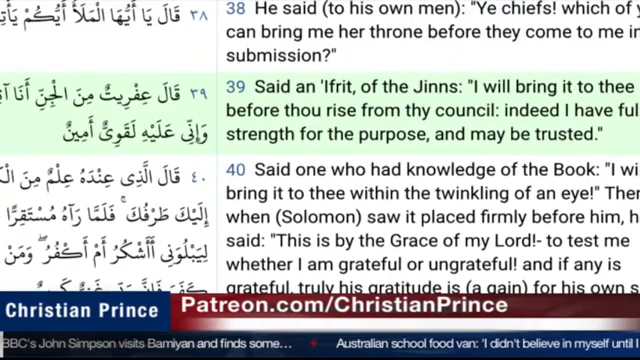 38 He said (to his own men): "Ye chiefs! which of
can bring me her throne before they come to me in
submission?"
٣٨ قَالَ يَا أَيُّهَا الْمَلَأُ أَيُّكُمْ
39 Said an 'Ifrit, of the Jinns: "I will bring it to thee
before thou rise from thy council: indeed I have full
strength for the purpose, and may be trusted."
٣٩ قَالَ عِفْرِيتٌ مِنَ الْجِنِّ أَنَا
وَإِنِّي عَلَيْهِ لَقَوِيٌّ أَمِينٌ
40 Said one who had knowledge of the Book: "I
bring it to thee within the twinkling of an eye!"
when (Solomon) saw it placed firmly before him,
said: "This is by the Grace of my Lord!- to test me
whether I am grateful or ungrateful! and if any is
grateful, truly his gratitude is (a gain) for his own
٤٠ قَالَ الَّذِي عِنْدَهُ عِلْمٌ مِنَ
إِلَيْكَ طَرْفُكَ ۚ فَلَمَّا رَآهُ مُسْتَقِرًّا
لِيَبْلُوَنِي أَأَشْكُرُ أَمْ أَكْفُرُ ۖ وَمَنْ
Christian Prince
Patreon.com/ChristianPrince
BBC's John Simpson visits Bamiyan and finds some... Australian school food van: 'I didn't believe in myself until